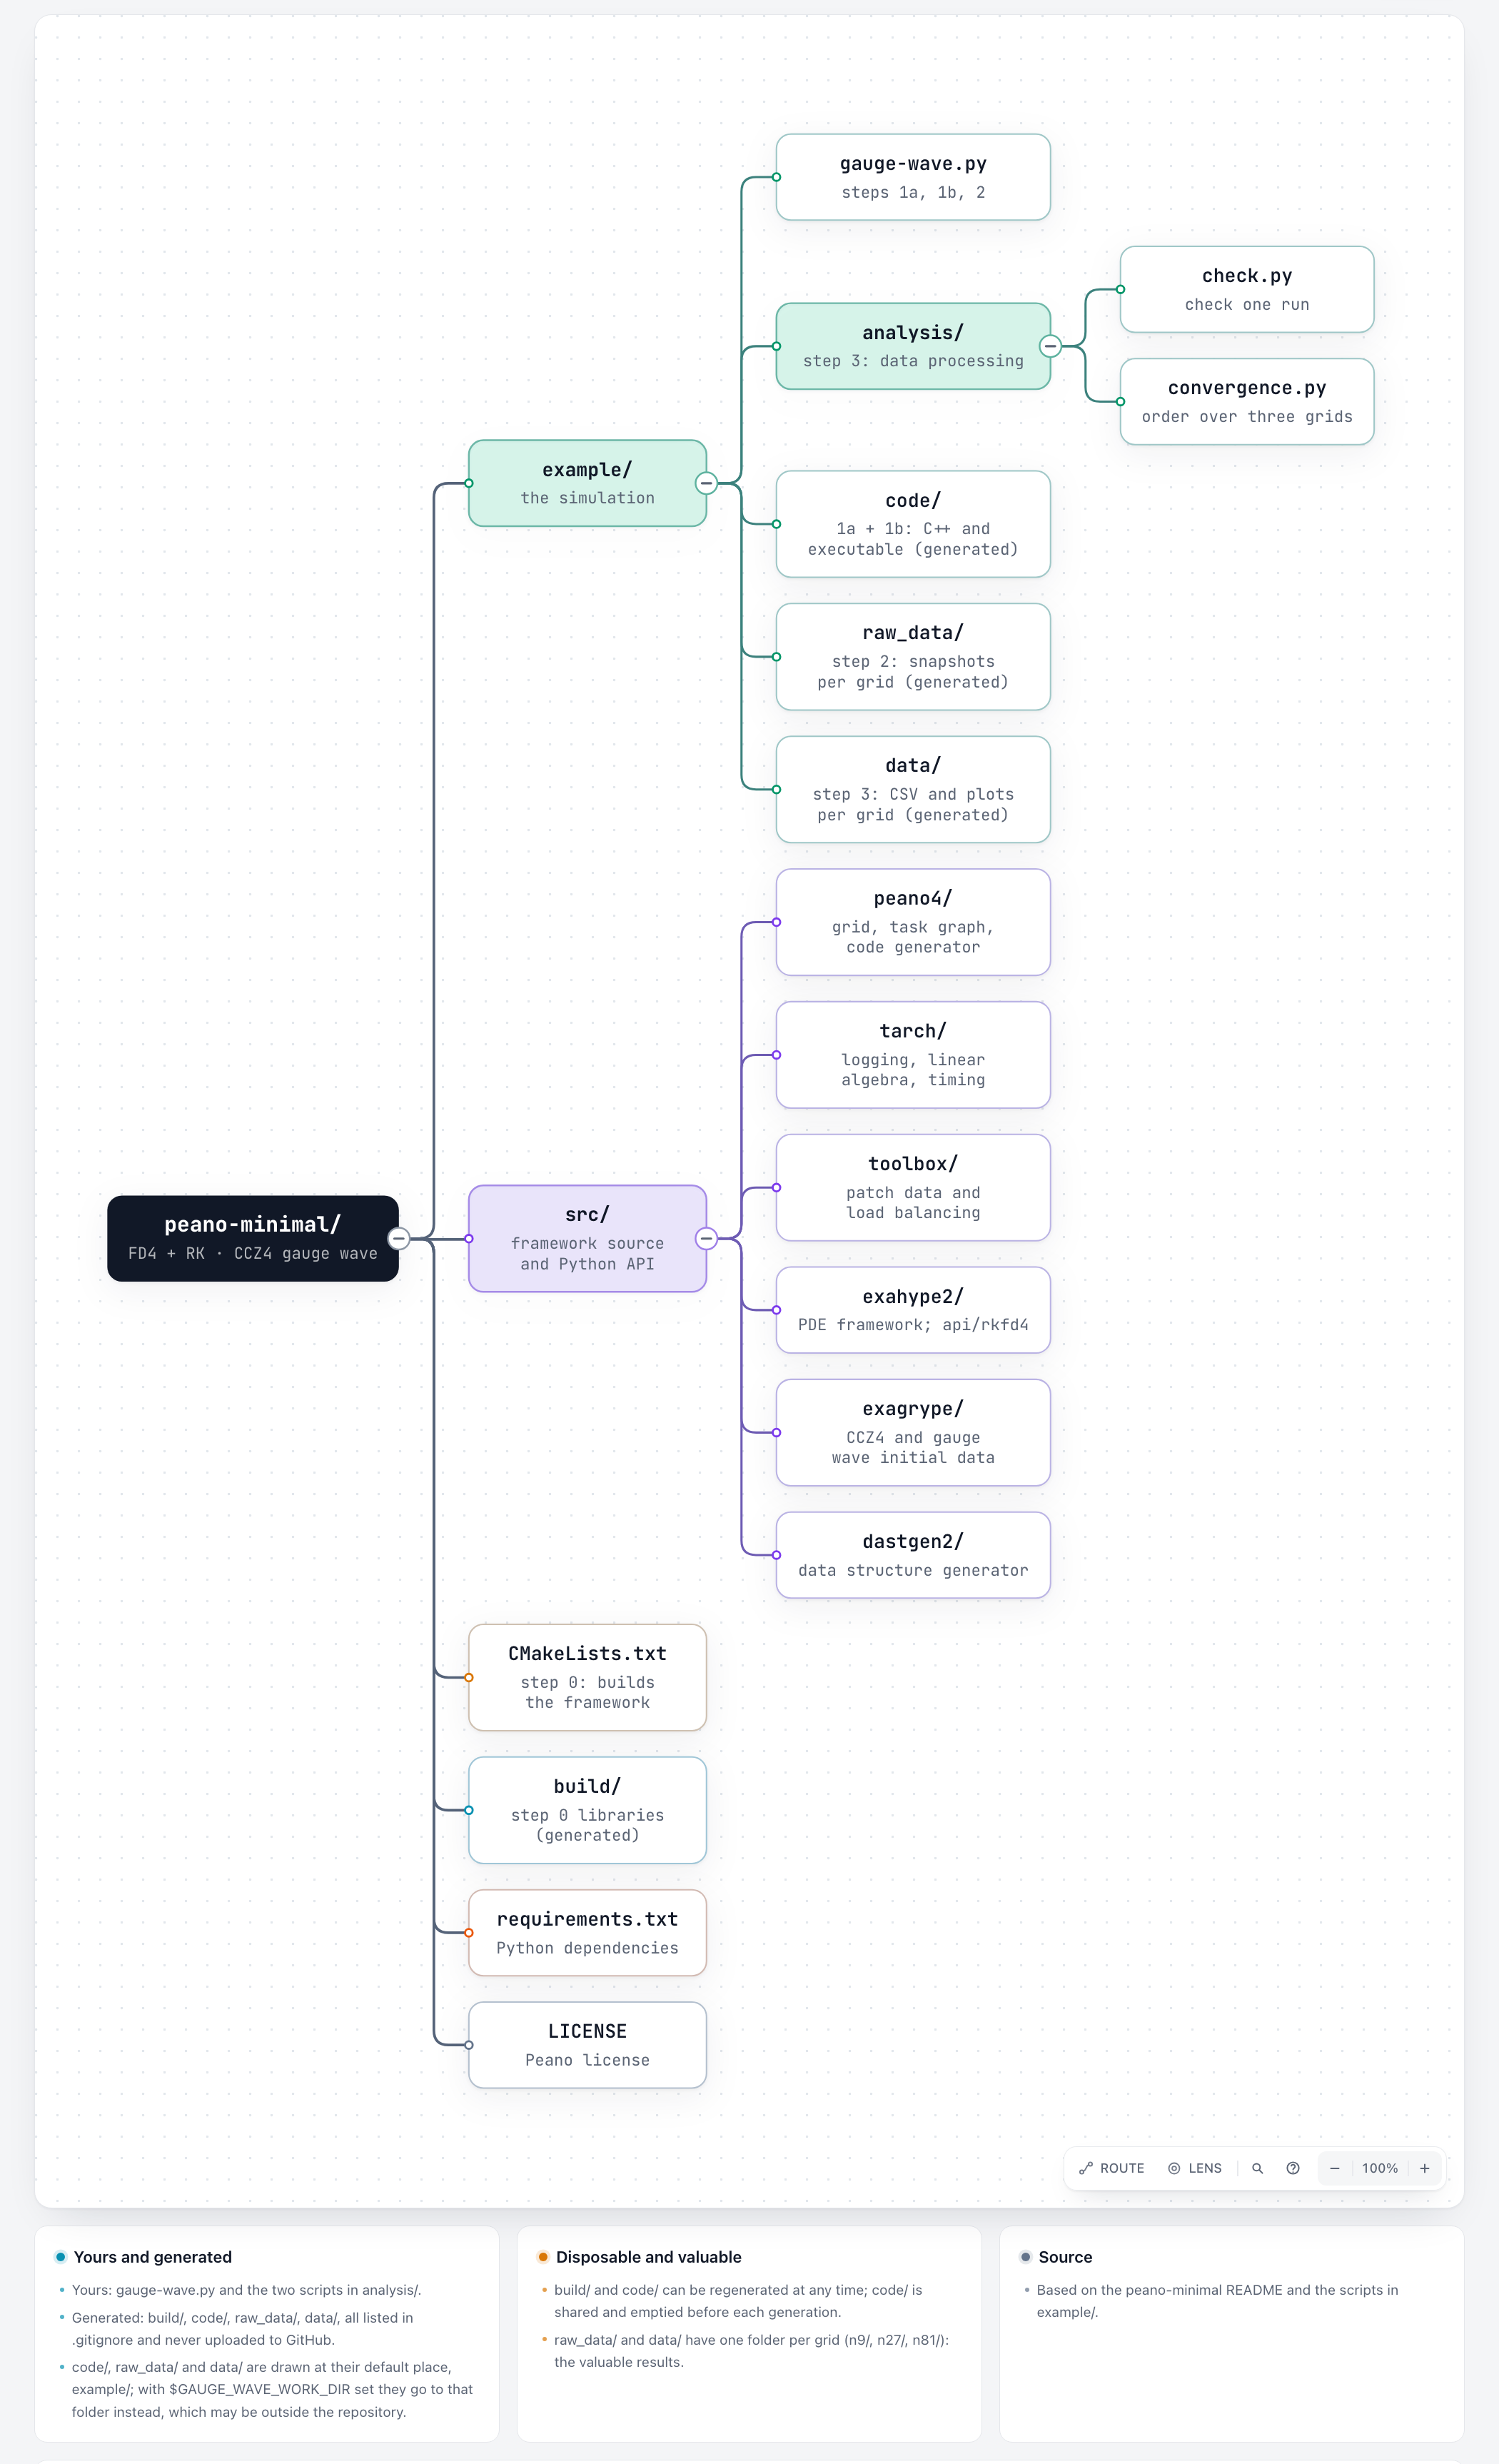 gauge-wave.py
steps 1a, 1b, 2
check.py
check one run
analysis/
step 3: data processing
convergence.py
order over three grids
example/
the simulation
code/
1a + 1b: C++ and
executable (generated)
raw_data/
step 2: snapshots
per grid (generated)
data/
step 3: CSV and plots
per grid (generated)
peano4/
grid, task graph,
code generator
tarch/
logging, linear
algebra, timing
toolbox/
patch data and
load balancing
peano-minimal/
FD4 + RK · CCZ4 gauge wave
src/
framework source
and Python API
exahype2/
PDE framework; api/rkfd4
exagrype/
CCZ4 and gauge
wave initial data
dastgen2/
data structure generator
CMakeLists.txt
step 0: builds
the framework
build/
step 0 libraries
(generated)
requirements.txt
Python dependencies
LICENSE
Peano license
ROUTE LENS 100%
Yours and generated
• Yours: gauge-wave.py and the two scripts in analysis/.
• Generated: build/, code/, raw_data/, data/, all listed in
.gitignore and never uploaded to GitHub.
• code/, raw_data/ and data/ are drawn at their default place,
example/; with $GAUGE_WAVE_WORK_DIR set they go to that
folder instead, which may be outside the repository.
Disposable and valuable
• build/ and code/ can be regenerated at any time; code/ is
shared and emptied before each generation.
• raw_data/ and data/ have one folder per grid (n9/, n27/, n81/):
the valuable results.
Source
• Based on the peano-minimal README and the scripts in
example/.